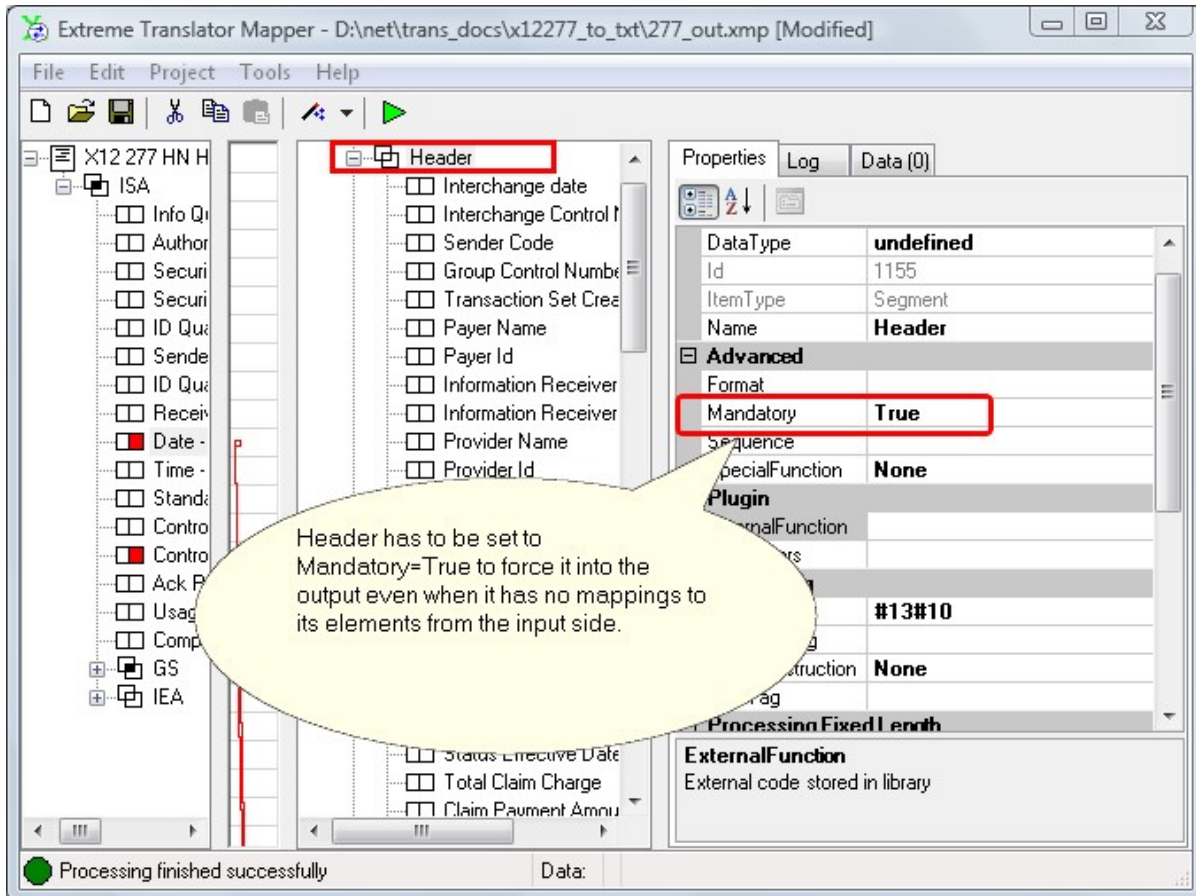 Extreme Translator Mapper - D:\net\trans_docs\x12277_to_txt\277_out.xmp [Modified]
File Edit Project Tools Help
X12 277 HN H
ISA
Info Qu
Author
Securi
Securi
ID Qua
Sende
ID Qua
Receiv
Date -
Time -
Standa
Contro
Contro
Ack R
Usag
Comp
GS
IEA
Header
Interchange date
Interchange Control N
Sender Code
Group Control Numbe
Transaction Set Crea
Payer Name
Payer Id
Information Receiver
Information Receiver
Provider Name
Provider Id
Status Effective Date
Total Claim Charge
Claim Payment Amou
Properties Log Data (0)
DataType undefined
Id 1155
ItemType Segment
Name Header
Advanced
Format
Mandatory True
Sequence
SpecialFunction None
Plugin
rnalFunction
rs
#13#10
struction None
ag
Processing Fixed Length
ExternalFunction
External code stored in library
Header has to be set to
Mandatory=True to force it into the
output even when it has no mappings to
its elements from the input side.
Processing finished successfully
Data: